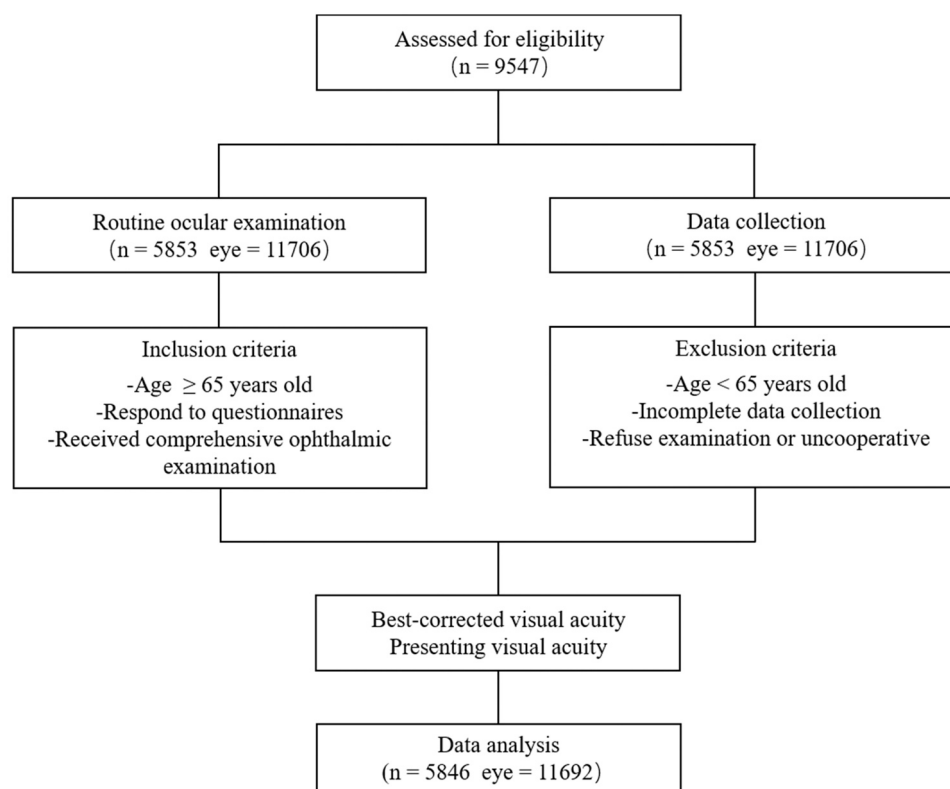 Assessed for eligibility
(n = 9547)
Routine ocular examination
(n = 5853 eye = 11706)
Data collection
(n = 5853 eye = 11706)
Inclusion criteria
-Age ≥ 65 years old
-Respond to questionnaires
-Received comprehensive ophthalmic
examination
Exclusion criteria
-Age < 65 years old
-Incomplete data collection
-Refuse examination or uncooperative
Best-corrected visual acuity
Presenting visual acuity
Data analysis
(n = 5846 eye = 11692)